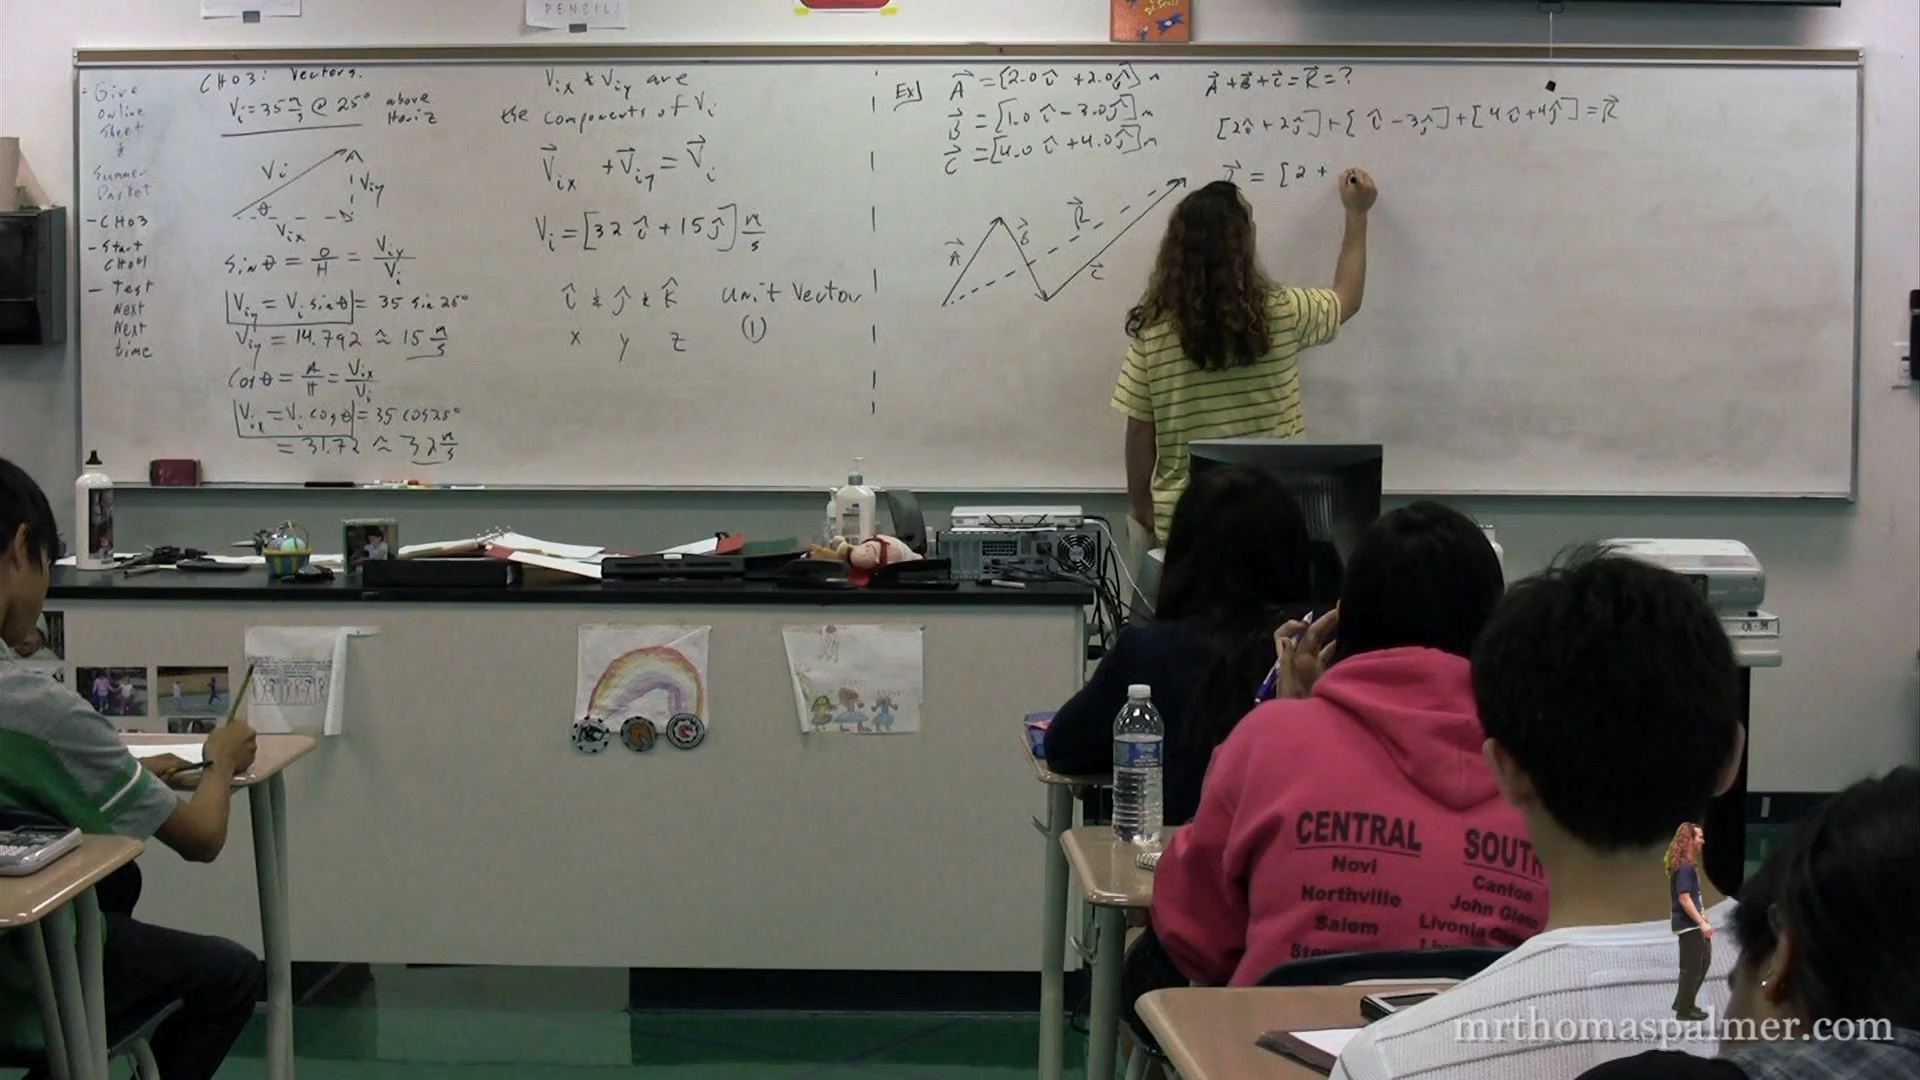 PENCIL!
Give
Online
Sheet
&
Summer
Packet
- CH03
- Start
CH04
- Test
Next
Next
time
CH03: Vectors.
Vi = 35 m/s @ 25° above Horiz
Vi
Viy
θ
Vix
sin θ = O/H = Viy/Vi
Viy = Vi sin θ = 35 sin 25°
Viy = 14.792 ≈ 15 m/s
cos θ = A/H = Vix/Vi
Vix = Vi cos θ = 35 cos 25°
= 31.72 ≈ 32 m/s
Vix & Viy are
the components of Vi
V⃗ix + V⃗iy = V⃗i
Vi = [32 î + 15 ĵ] m/s
î & ĵ & k̂ unit vector
x y z (1)
Ex) A⃗ = [2.0 î + 2.0 ĵ] m
B⃗ = [1.0 î - 3.0 ĵ] m
C⃗ = [4.0 î + 4.0 ĵ] m
A⃗
B⃗
R⃗
C⃗
A⃗ + B⃗ + C⃗ = R⃗ = ?
[2î + 2ĵ] + [î - 3ĵ] + [4î + 4ĵ] = R⃗
= [2 +
CENTRAL
Novi
Northville
Salem
SOUTH
Canton
John Glenn
Livonia
mrthomaspalmer.com